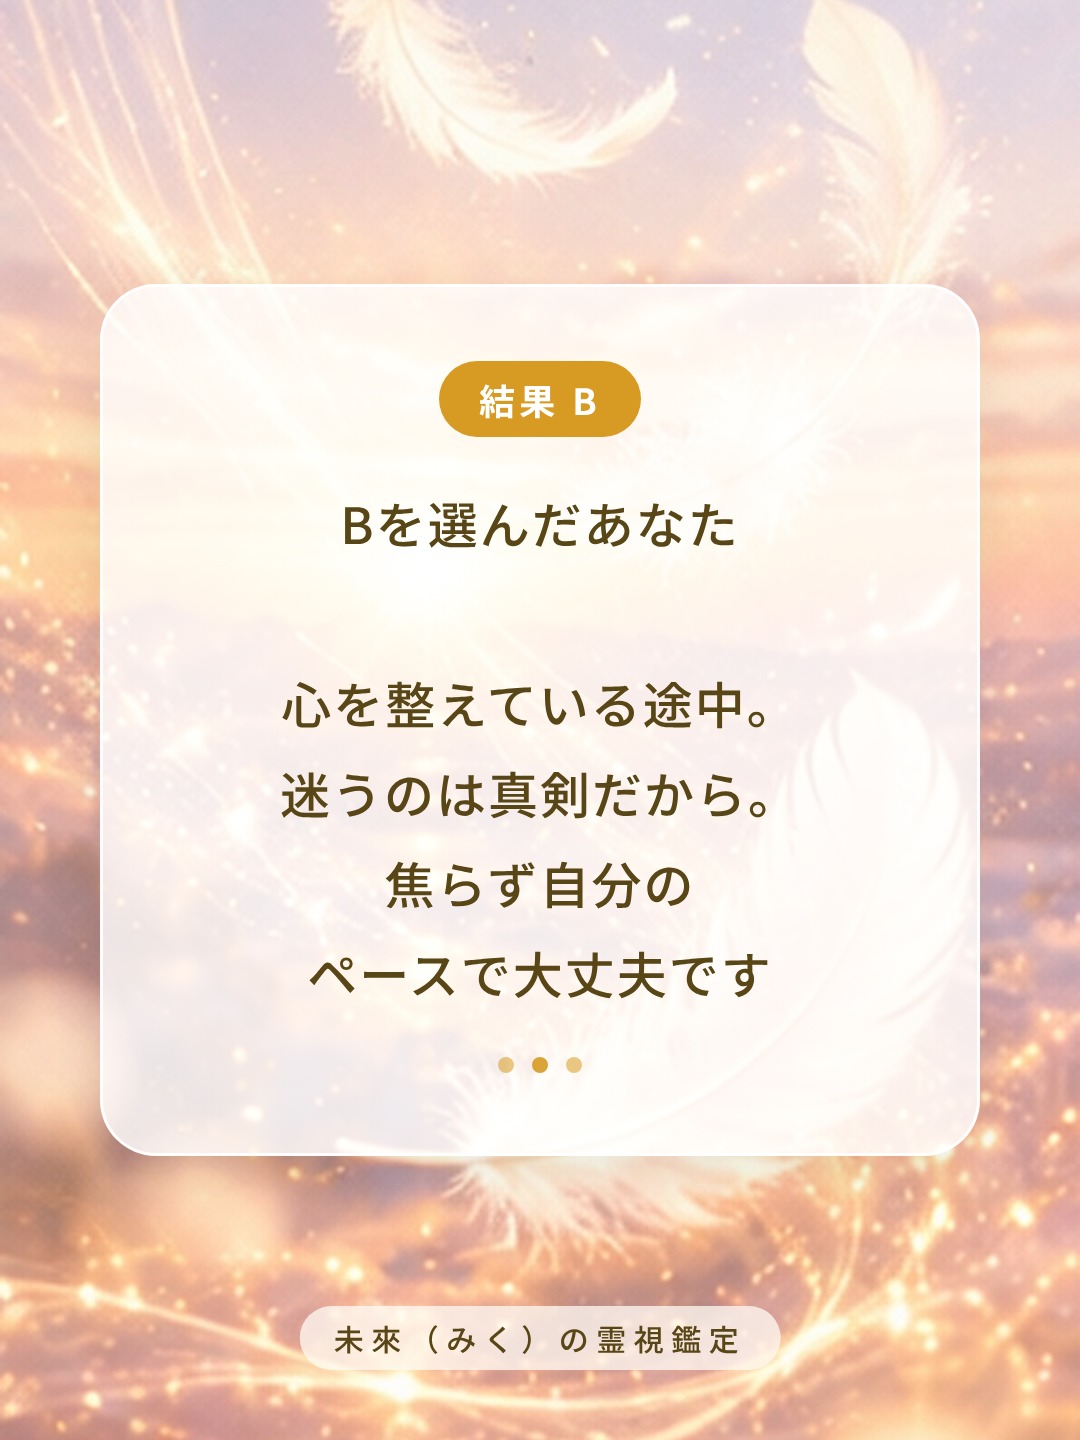 結果 B
Bを選んだあなた
心を整えている途中。
迷うのは真剣だから。
焦らず自分の
ペースで大丈夫です
未來（みく）の霊視鑑定